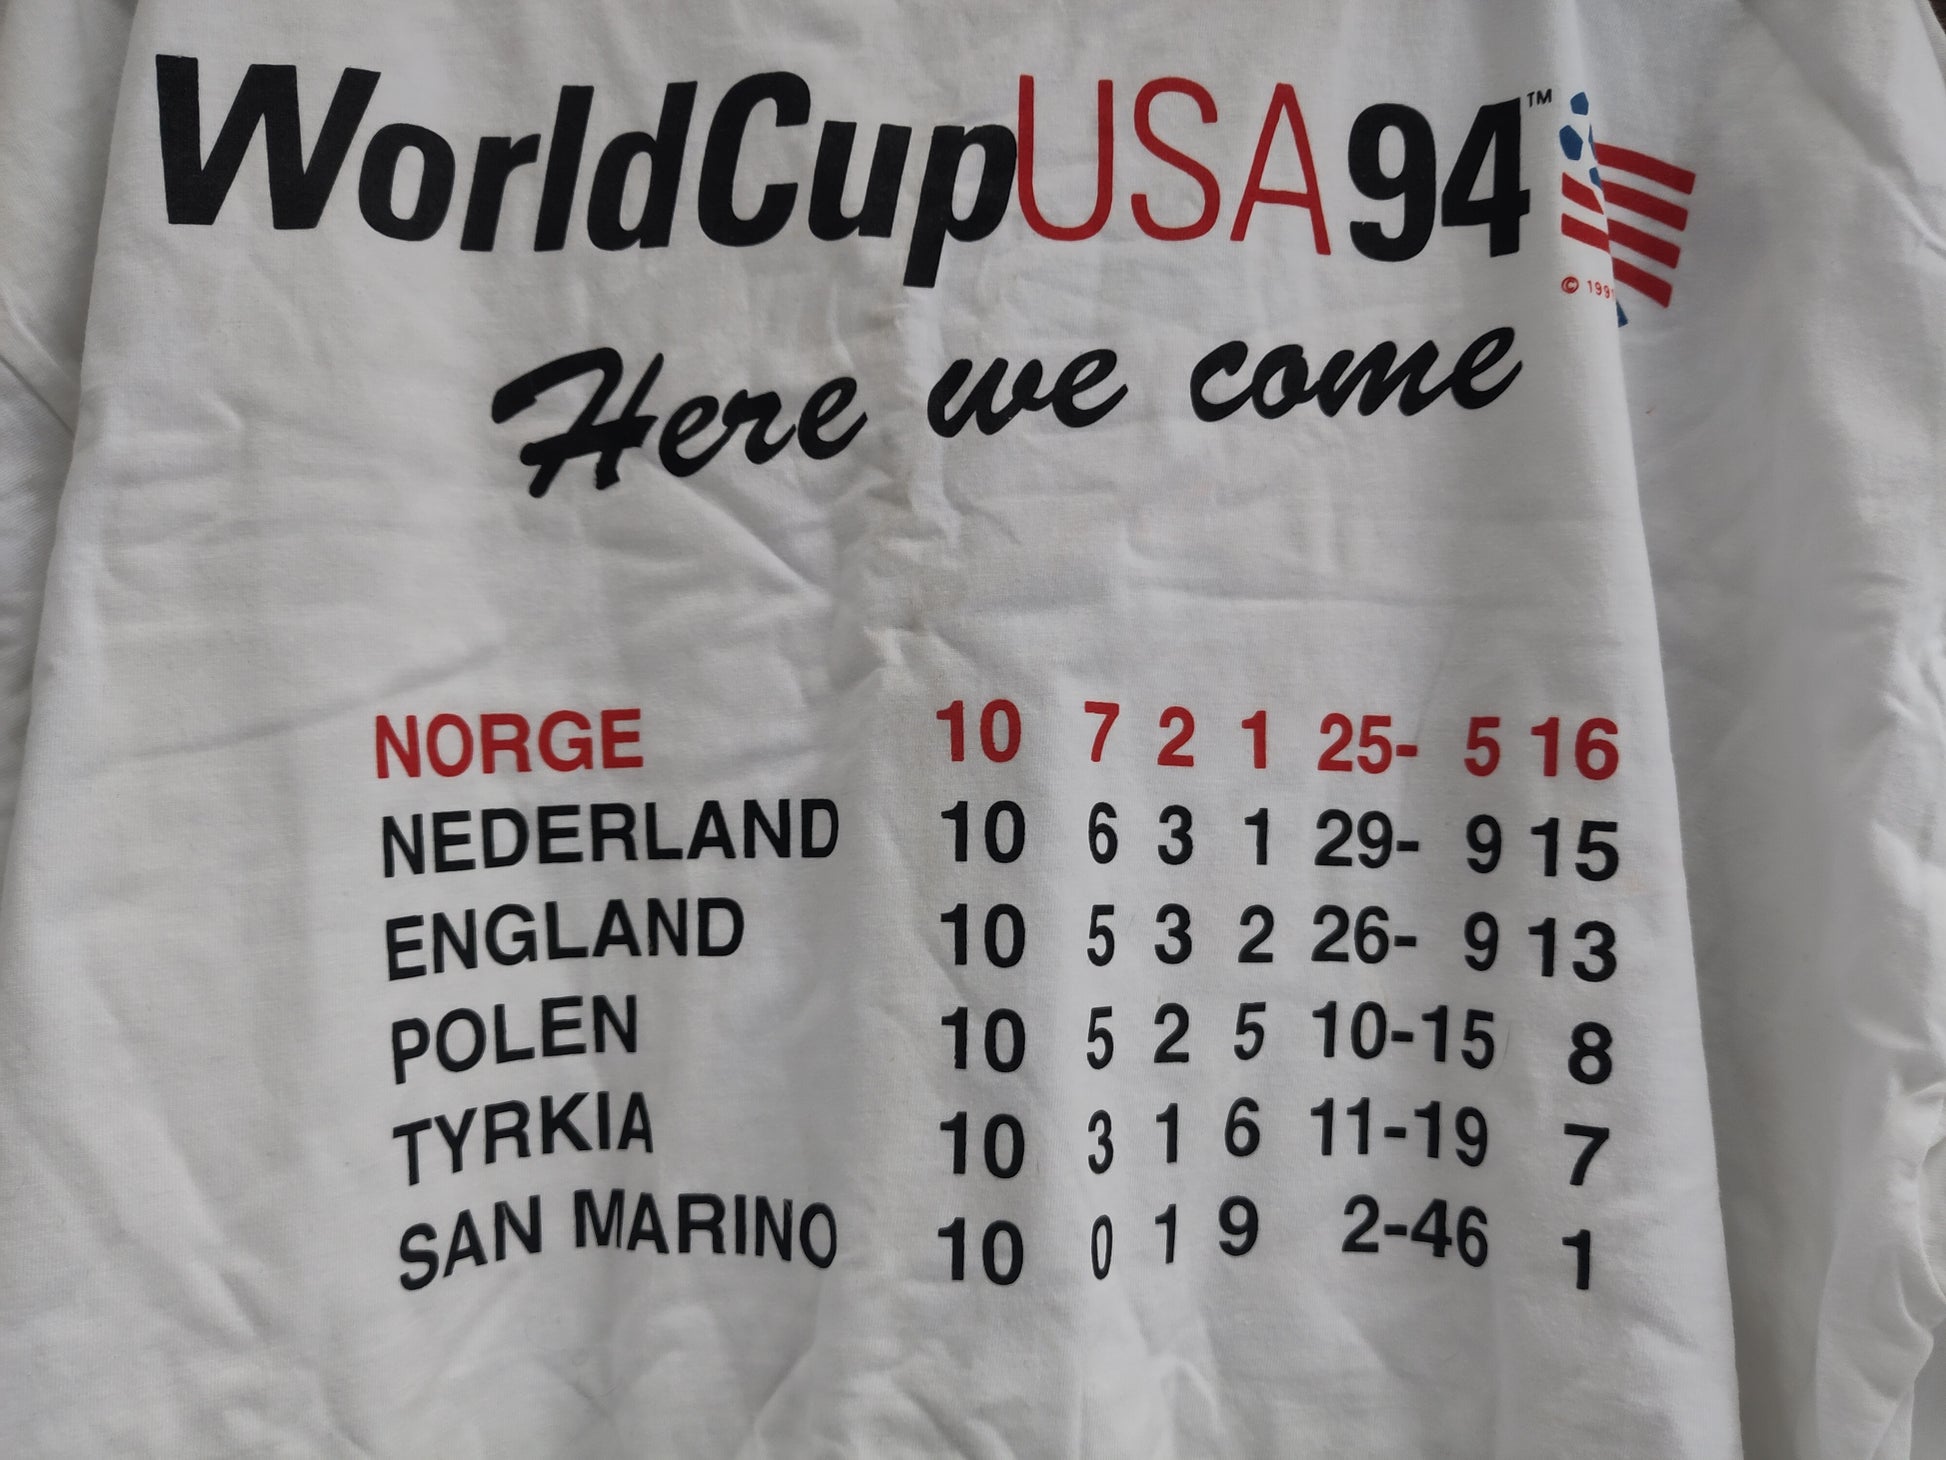 WorldCupUSA94™
© 1991
Here we come
NORGE 10 7 2 1 25- 5 16
NEDERLAND 10 6 3 1 29- 9 15
ENGLAND 10 5 3 2 26- 9 13
POLEN 10 5 2 5 10-15 8
TYRKIA 10 3 1 6 11-19 7
SAN MARINO 10 0 1 9 2-46 1